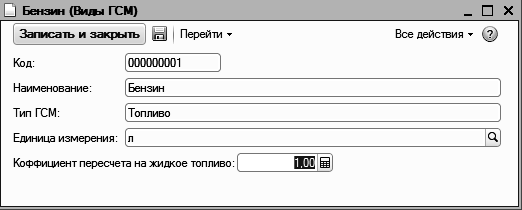 Бензин (Виды ГСМ)
Записать и закрыть Перейти Все действия ?
Код: 000000001
Наименование: Бензин
Тип ГСМ: Топливо
Единица измерения: л
Коффициент пересчета на жидкое топливо: 1,00